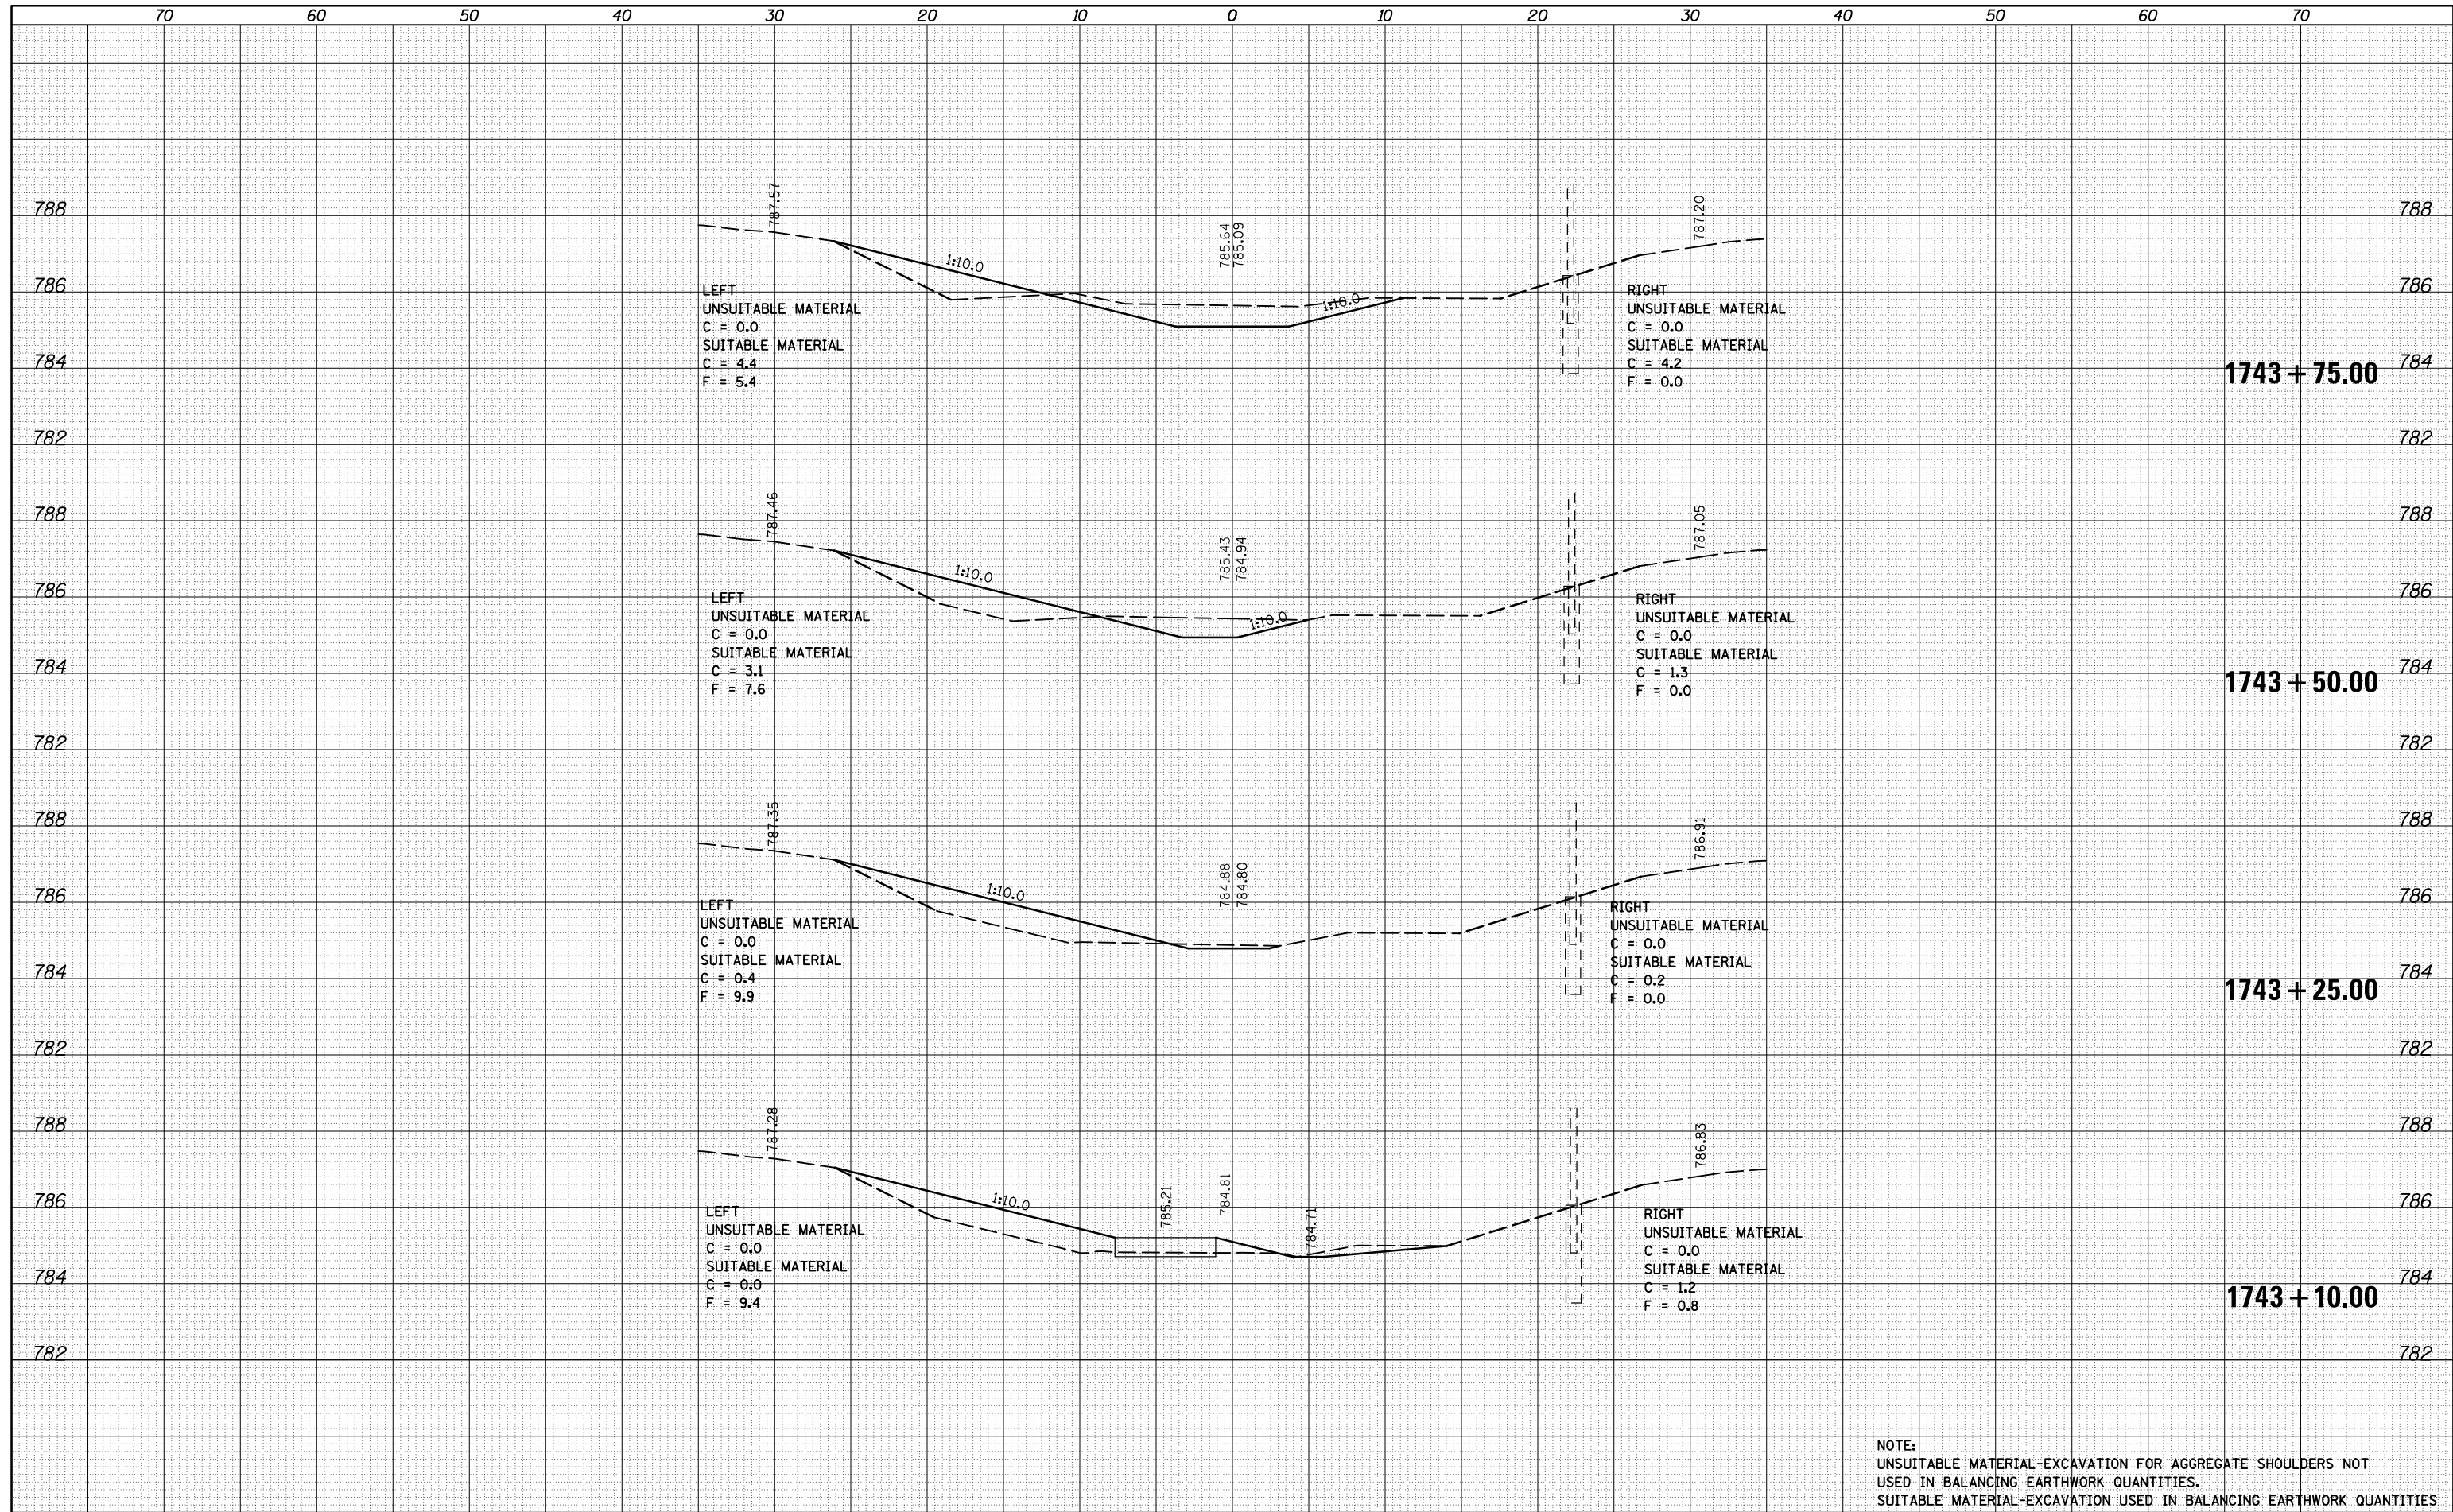 70 60 50 40 30 20 10 0 10 20 30 40 50 60 70
787.57
785.64
785.09
787.20
788 788
1:10.0
786 786
1:10.0
LEFT
UNSUITABLE MATERIAL
C = 0.0
SUITABLE MATERIAL
C = 4.4
F = 5.4
RIGHT
UNSUITABLE MATERIAL
C = 0.0
SUITABLE MATERIAL
C = 4.2
F = 0.0
784 784
1743 + 75.00
782 782
787.46
785.43
784.94
787.05
788 788
1:10.0
786 786
1:10.0
LEFT
UNSUITABLE MATERIAL
C = 0.0
SUITABLE MATERIAL
C = 3.1
F = 7.6
RIGHT
UNSUITABLE MATERIAL
C = 0.0
SUITABLE MATERIAL
C = 1.3
F = 0.0
784 784
1743 + 50.00
782 782
787.35
784.88
784.80
786.91
788 788
1:10.0
786 786
LEFT
UNSUITABLE MATERIAL
C = 0.0
SUITABLE MATERIAL
C = 0.4
F = 9.9
RIGHT
UNSUITABLE MATERIAL
C = 0.0
SUITABLE MATERIAL
C = 0.2
F = 0.0
784 784
1743 + 25.00
782 782
787.28
785.21
784.81
784.71
786.83
788 788
1:10.0
786 786
LEFT
UNSUITABLE MATERIAL
C = 0.0
SUITABLE MATERIAL
C = 0.0
F = 9.4
RIGHT
UNSUITABLE MATERIAL
C = 0.0
SUITABLE MATERIAL
C = 1.2
F = 0.8
784 784
1743 + 10.00
782 782
NOTE:
UNSUITABLE MATERIAL-EXCAVATION FOR AGGREGATE SHOULDERS NOT
USED IN BALANCING EARTHWORK QUANTITIES.
SUITABLE MATERIAL-EXCAVATION USED IN BALANCING EARTHWORK QUANTITIES